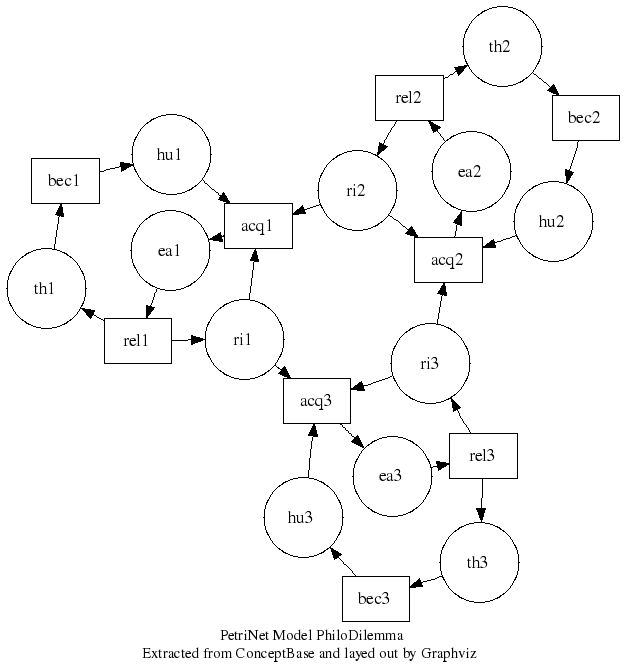 th2
rel2
bec2
hu1
ea2
bec1
ri2
hu2
acq1
ea1
acq2
th1
rel1
ri1
ri3
acq3
rel3
ea3
hu3
th3
bec3
PetriNet Model PhiloDilemma
Extracted from ConceptBase and layed out by Graphviz